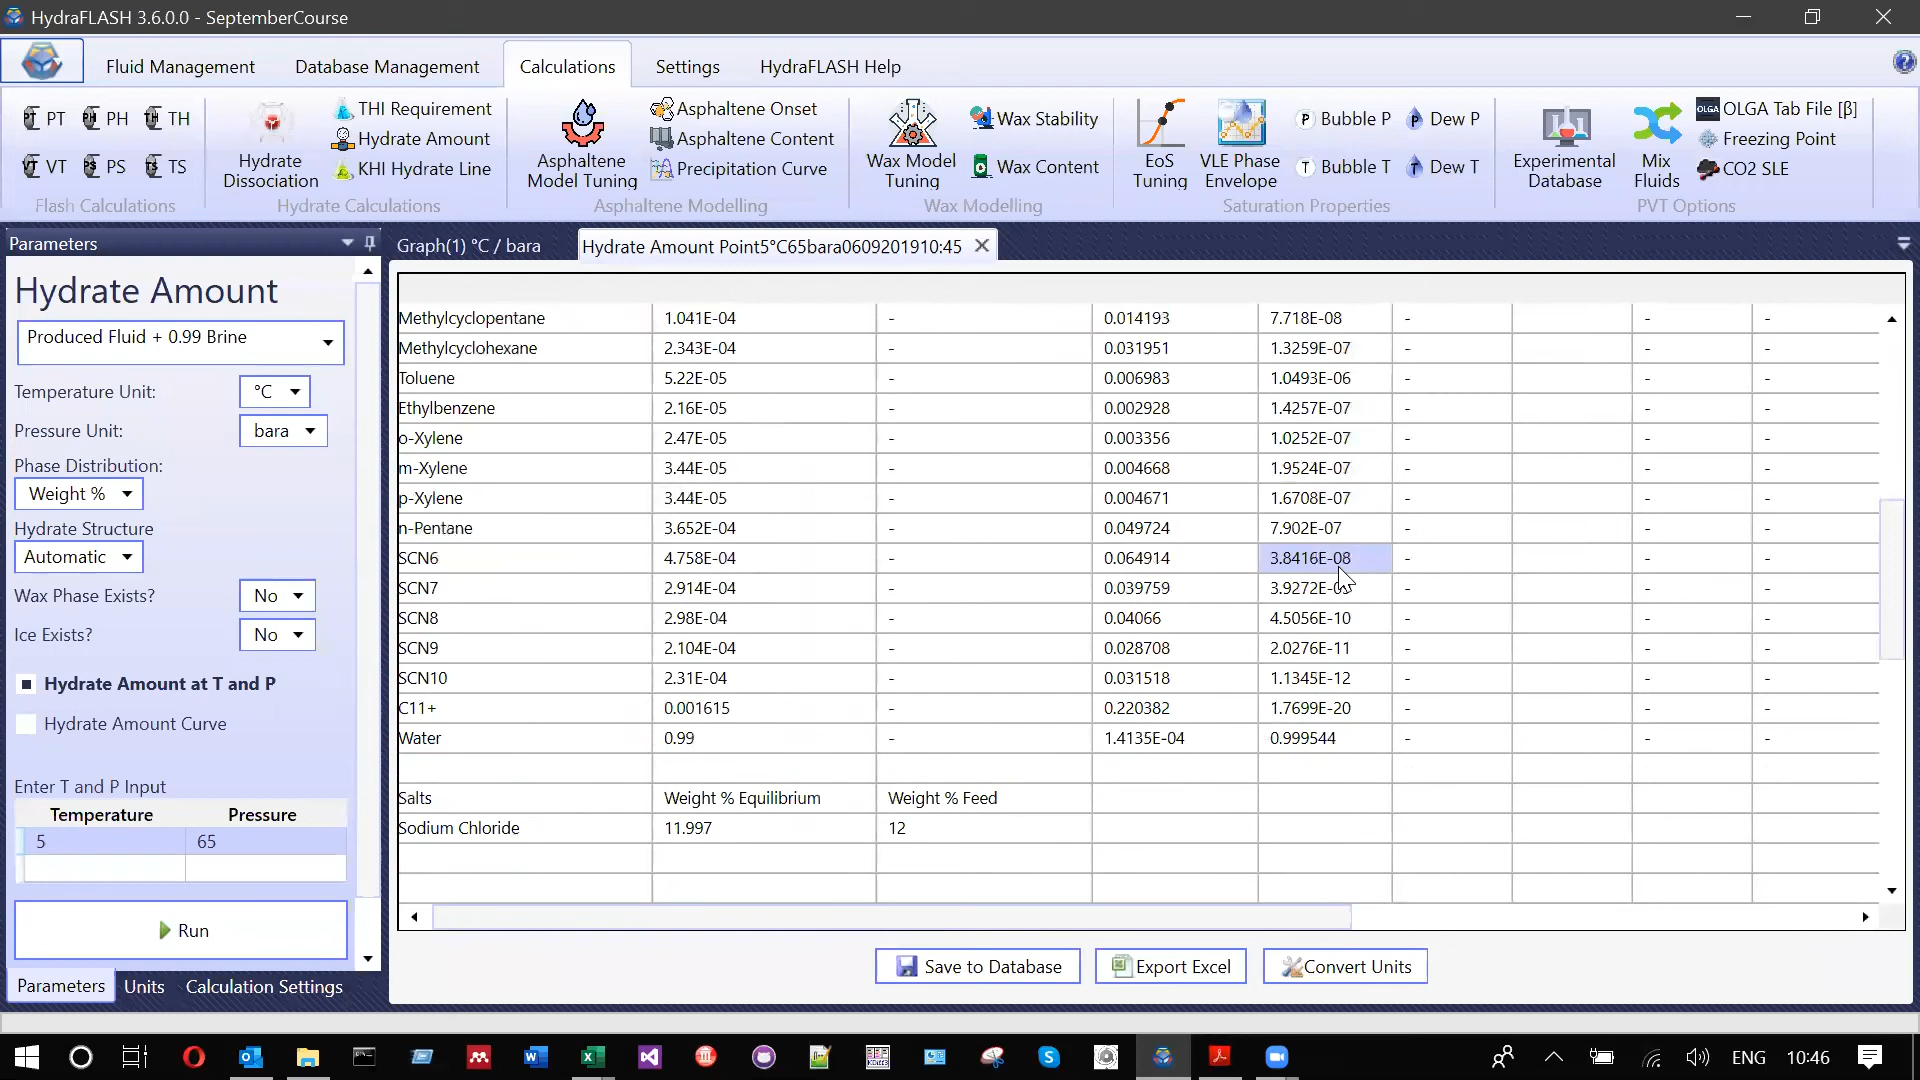 HydraFLASH 3.6.0.0 - SeptemberCourse
Fluid Management Database Management Calculations Settings HydraFLASH Help
PT PH TH
VT PS TS
Flash Calculations
Hydrate Dissociation
THI Requirement
Hydrate Amount
KHI Hydrate Line
Hydrate Calculations
Asphaltene Model Tuning
Asphaltene Onset
Asphaltene Content
Precipitation Curve
Asphaltene Modelling
Wax Model Tuning
Wax Stability
Wax Content
Wax Modelling
EoS Tuning
VLE Phase Envelope
Bubble P Dew P
Bubble T Dew T
Saturation Properties
Experimental Database
Mix Fluids
OLGA Tab File [β]
Freezing Point
CO2 SLE
PVT Options
Parameters
Hydrate Amount
Produced Fluid + 0.99 Brine
Temperature Unit: °C
Pressure Unit: bara
Phase Distribution:
Weight %
Hydrate Structure
Automatic
Wax Phase Exists? No
Ice Exists? No
Hydrate Amount at T and P
Hydrate Amount Curve
Enter T and P Input
Temperature Pressure
5 65
Run
Parameters Units Calculation Settings
Graph(1) °C / bara Hydrate Amount Point5°C65bara0609201910:45
Methylcyclopentane 1.041E-04 - 0.014193 7.718E-08 - - -
Methylcyclohexane 2.343E-04 - 0.031951 1.3259E-07 - - -
Toluene 5.22E-05 - 0.006983 1.0493E-06 - - -
Ethylbenzene 2.16E-05 - 0.002928 1.4257E-07 - - -
o-Xylene 2.47E-05 - 0.003356 1.0252E-07 - - -
m-Xylene 3.44E-05 - 0.004668 1.9524E-07 - - -
p-Xylene 3.44E-05 - 0.004671 1.6708E-07 - - -
n-Pentane 3.652E-04 - 0.049724 7.902E-07 - - -
SCN6 4.758E-04 - 0.064914 3.8416E-08 - - -
SCN7 2.914E-04 - 0.039759 - - -
SCN8 2.98E-04 - 0.04066 4.5056E-10 - - -
SCN9 2.104E-04 - 0.028708 2.0276E-11 - - -
SCN10 2.31E-04 - 0.031518 1.1345E-12 - - -
C11+ 0.001615 - 0.220382 1.7699E-20 - - -
Water 0.99 - 1.4135E-04 0.999544 - - -
Salts Weight % Equilibrium Weight % Feed
Sodium Chloride 11.997 12
Save to Database Export Excel Convert Units
ENG 10:46